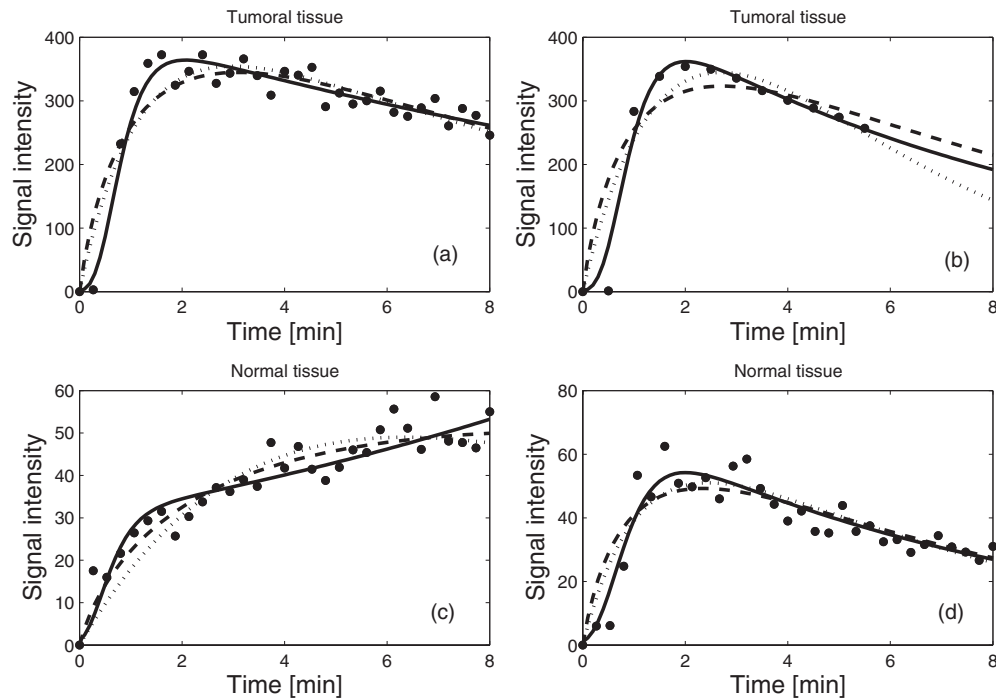 Tumoral tissue
400
300
200
100
0
Signal intensity
(a)
0 2 4 6 8
Time [min]
Tumoral tissue
400
300
200
100
0
Signal intensity
(b)
0 2 4 6 8
Time [min]
Normal tissue
60
50
40
30
20
10
0
Signal intensity
(c)
0 2 4 6 8
Time [min]
Normal tissue
80
60
40
20
0
Signal intensity
(d)
0 2 4 6 8
Time [min]